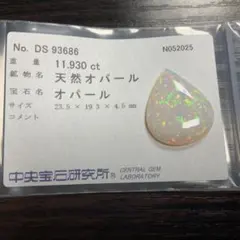 No. DS 93686 N052025
重量 11.930 ct
鉱物名 天然オパール
宝石名 オパール
サイズ 23.5 × 19.3 × 4.5 mm
コメント
中央宝石研究所 CENTRAL GEM
LABORATORY